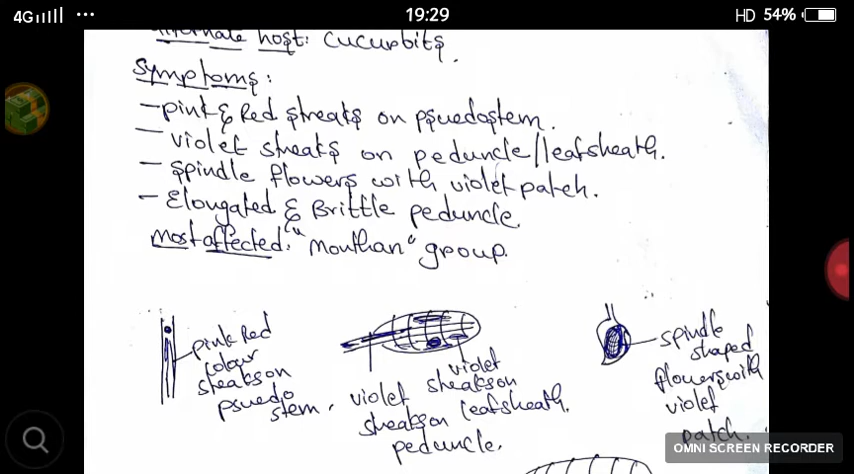 4G 19:29 HD 54%
Alternate host: Cucurbits.
Symptoms:
- pink & Red streaks on psuedostem.
- violet streaks on peduncle/leafsheath.
- spindle flowers with violet patch.
- Elongated & Brittle peduncle.
Most affected: "Mouthan" group.
pink Red
colour
streaks on
psuedo
stem.
violet
streaks on
peduncle.
violet
streaks on
leafsheath.
spindle
shaped
flowers with
violet
patch.
OMNI SCREEN RECORDER